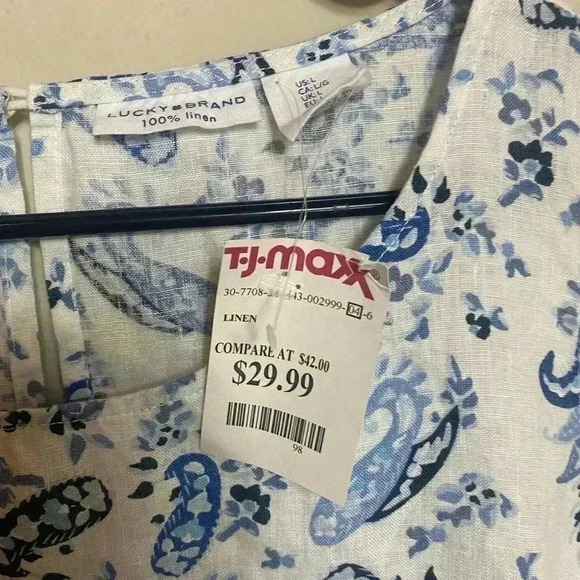 LUCKY BRAND
100% linen
US:L
CA:L/G
UK:L
EU:
T·J·maxx
LINEN
COMPARE AT $42.00
$29.99
98